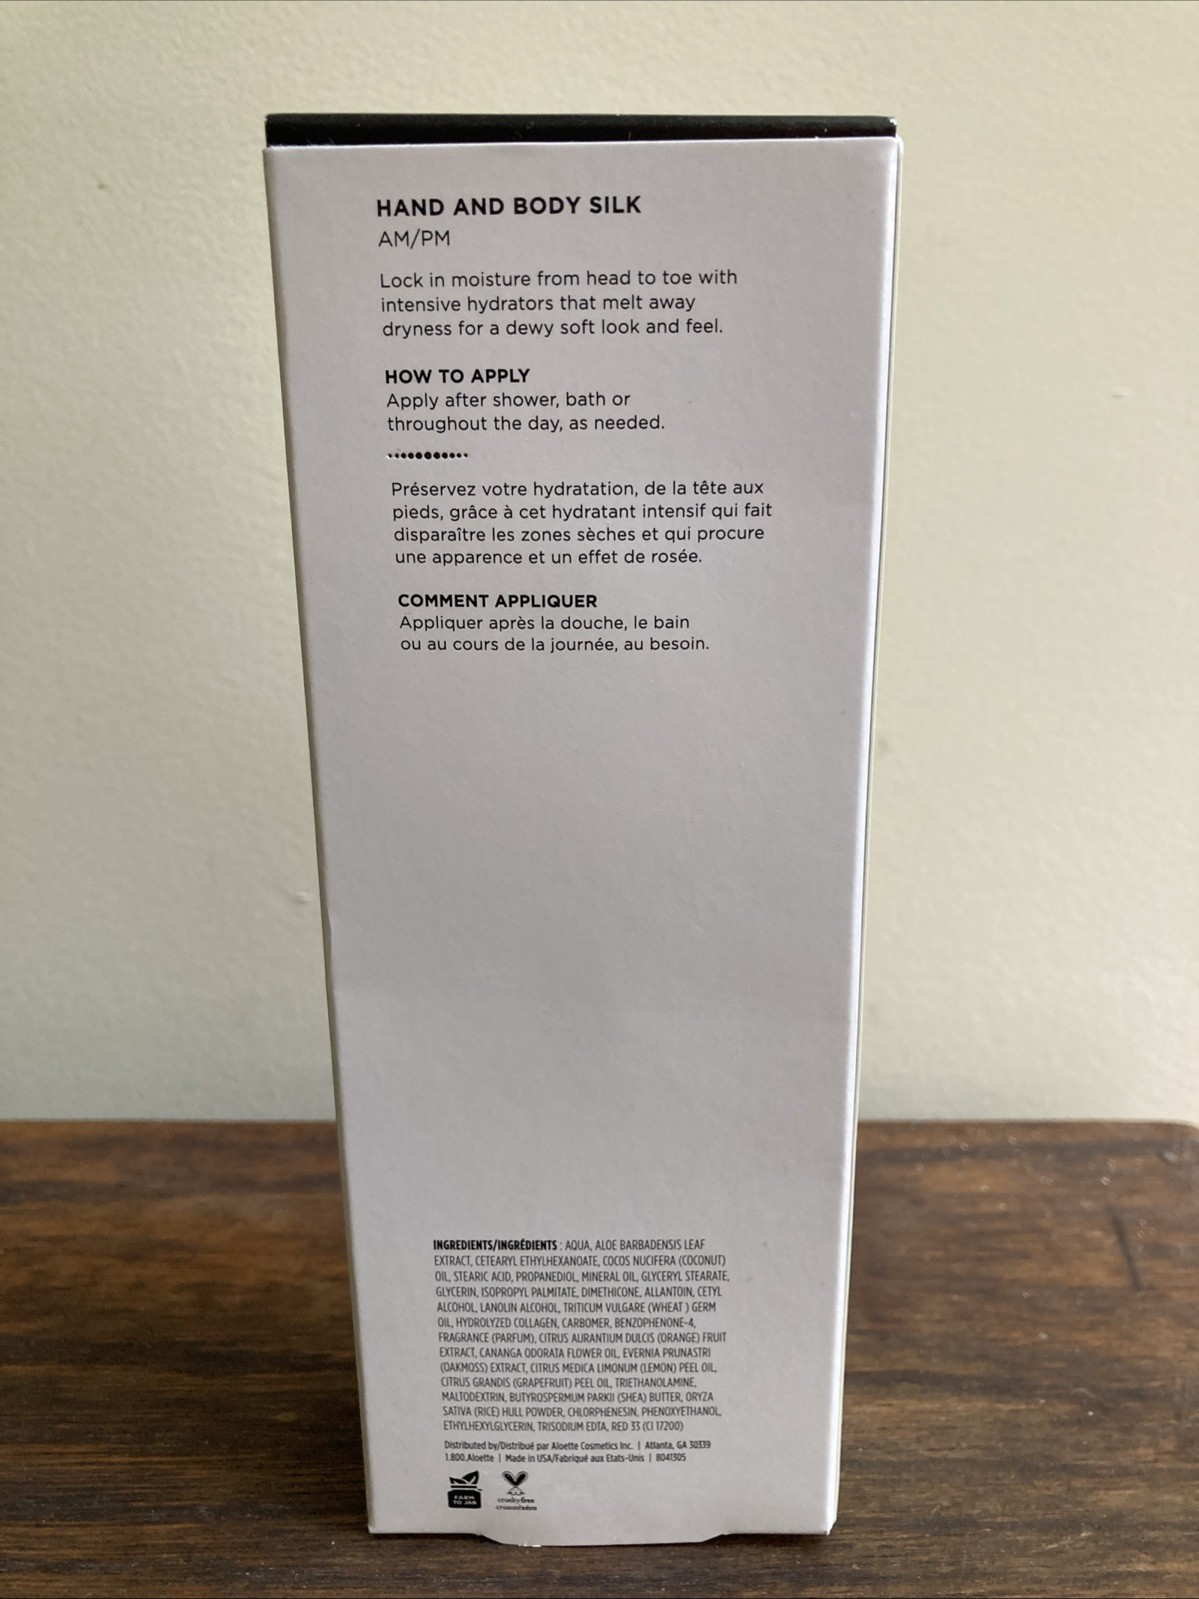 HAND AND BODY SILK
AM/PM
Lock in moisture from head to toe with
intensive hydrators that melt away
dryness for a dewy soft look and feel.
HOW TO APPLY
Apply after shower, bath or
throughout the day, as needed.
Préservez votre hydratation, de la tête aux
pieds, grâce à cet hydratant intensif qui fait
disparaître les zones sèches et qui procure
une apparence et un effet de rosée.
COMMENT APPLIQUER
Appliquer après la douche, le bain
ou au cours de la journée, au besoin.
INGREDIENTS/INGRÉDIENTS : AQUA, ALOE BARBADENSIS LEAF
EXTRACT, CETEARYL ETHYLHEXANOATE, COCOS NUCIFERA (COCONUT)
OIL, STEARIC ACID, PROPANEDIOL, MINERAL OIL, GLYCERYL STEARATE,
GLYCERIN, ISOPROPYL PALMITATE, DIMETHICONE, ALLANTOIN, CETYL
ALCOHOL, LANOLIN ALCOHOL, TRITICUM VULGARE (WHEAT ) GERM
OIL, HYDROLYZED COLLAGEN, CARBOMER, BENZOPHENONE-4,
FRAGRANCE (PARFUM), CITRUS AURANTIUM DULCIS (ORANGE) FRUIT
EXTRACT, CANANGA ODORATA FLOWER OIL, EVERNIA PRUNASTRI
(OAKMOSS) EXTRACT, CITRUS MEDICA LIMONUM (LEMON) PEEL OIL,
CITRUS GRANDIS (GRAPEFRUIT) PEEL OIL, TRIETHANOLAMINE,
MALTODEXTRIN, BUTYROSPERMUM PARKII (SHEA) BUTTER, ORYZA
SATIVA (RICE) HULL POWDER, CHLORPHENESIN, PHENOXYETHANOL,
ETHYLHEXYLGLYCERIN, TRISODIUM EDTA, RED 33 (CI 17200)
Distributed by/Distribué par Aloette Cosmetics Inc. | Atlanta, GA 30339
1.800.Aloette | Made in USA/Fabriqué aux Etats-Unis | 8041305
FARM
TO JAR
crueltyfree